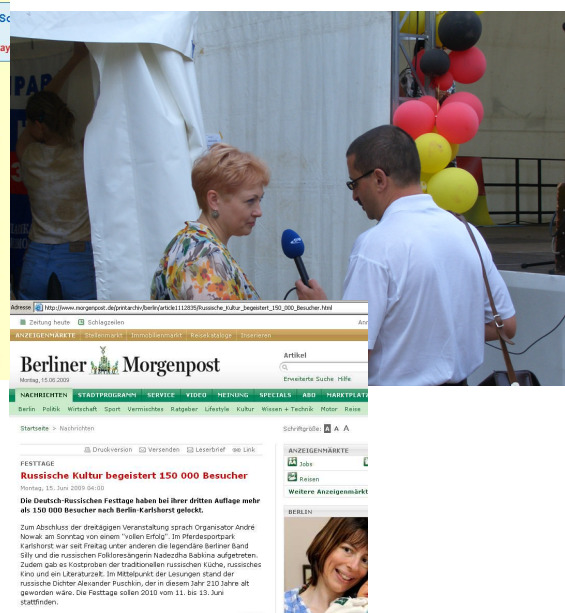 So
ay
PAP
Adresse http://www.morgenpost.de/printarchiv/berlin/article1112835/Russische_Kultur_begeistert_150_000_Besucher.html
Zeitung heute Schlagzeilen
ANZEIGENMÄRKTE Stellenmarkt Immobilienmarkt Reisekataloge Inserieren
Berliner Morgenpost
Montag, 15.06.2009
Artikel
Erweiterte Suche Hilfe
NACHRICHTEN STADTPROGRAMM SERVICE VIDEO MEINUNG SPECIALS ABO MARKTPLATZ
Berlin Politik Wirtschaft Sport Vermischtes Ratgeber Lifestyle Kultur Wissen + Technik Motor Reise
Startseite > Nachrichten
Schriftgröße: A A A
Druckversion Versenden Leserbrief Link
FESTTAGE
Russische Kultur begeistert 150 000 Besucher
Montag, 15. Juni 2009 04:00
Die Deutsch-Russischen Festtage haben bei ihrer dritten Auflage mehr
als 150 000 Besucher nach Berlin-Karlshorst gelockt.
Zum Abschluss der dreitägigen Veranstaltung sprach Organisator André
Nowak am Sonntag von einem "vollen Erfolg". Im Pferdesportpark
Karlshorst war seit Freitag unter anderen die legendäre Berliner Band
Silly und die russischen Folkloresängerin Nadezdha Babkina aufgetreten.
Zudem gab es Kostproben der traditionellen russischen Küche, russisches
Kino und ein Literaturzelt. Im Mittelpunkt der Lesungen stand der
russische Dichter Alexander Puschkin, der in diesem Jahr 210 Jahre alt
geworden wäre. Die Festtage sollen 2010 vom 11. bis 13. Juni
stattfinden.
ANZEIGENMÄRKTE
Jobs
Reisen
Weitere Anzeigenmärkt
BERLIN